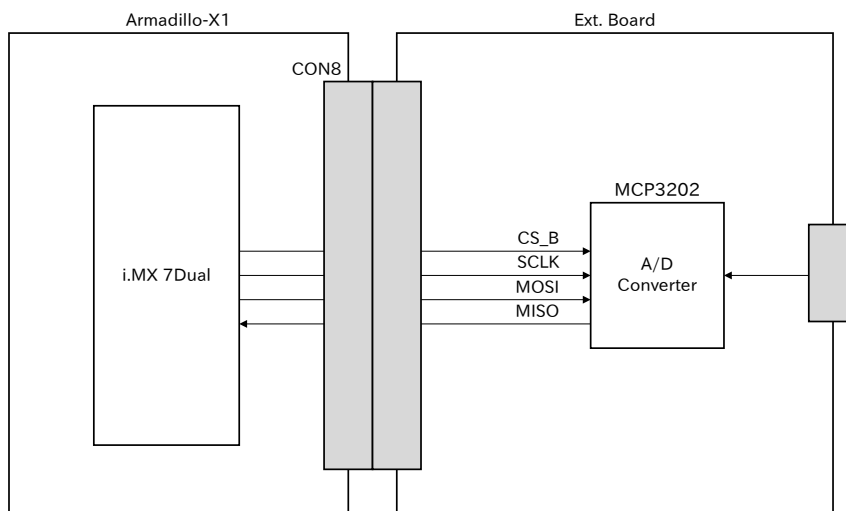 Armadillo-X1
Ext. Board
CON8
MCP3202
i.MX 7Dual
CS_B
SCLK
MOSI
MISO
A/D
Converter